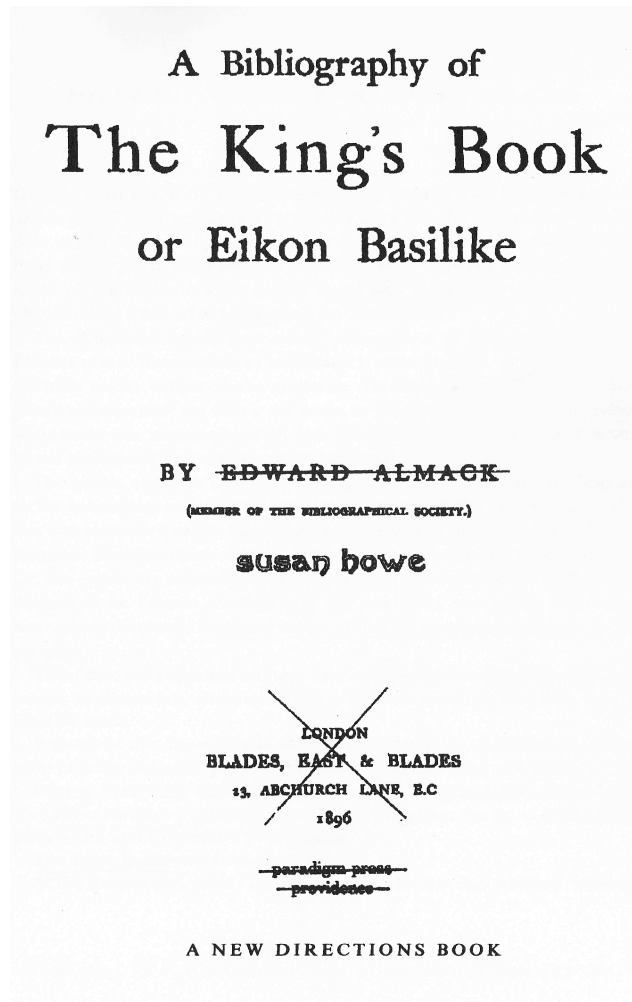 A Bibliography of
The King's Book
or Eikon Basilike
BY EDWARD ALMACK
(MEMBER OF THE BIBLIOGRAPHICAL SOCIETY.)
susan howe
LONDON
BLADES, EAST & BLADES
23, ABCHURCH LANE, E.C
1896
paradigm press
providence
A NEW DIRECTIONS BOOK